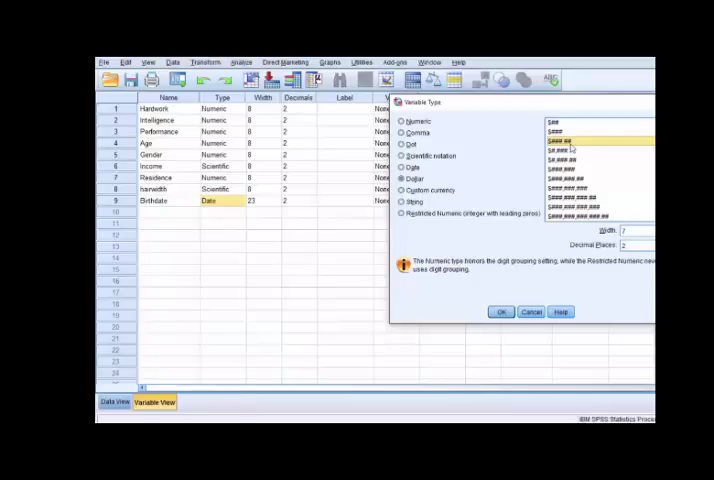 File Edit View Data Transform Analyze Direct Marketing Graphs Utilities Add-ons Window Help
Name Type Width Decimals Label
1 Hardwork Numeric 8 2 None
2 Intelligence Numeric 8 2 None
3 Performance Numeric 8 2 None
4 Age Numeric 8 2 None
5 Gender Numeric 8 2 None
6 Income Scientific 8 2 None
7 Residence Numeric 8 2 None
8 hairwidth Scientific 8 2 None
9 Birthdate Date 23 2 None
10
11
12
13
14
15
16
17
18
19
20
21
22
23
24
Variable Type
Numeric
Comma
Dot
Scientific notation
Date
Dollar
Custom currency
String
Restricted Numeric (integer with leading zeros)
$##
$###
$###.##
$#,###
$#,###.##
$###,###
$###,###.##
$###,###,###
$###,###,###.##
$###,###,###,###
$###,###,###,###.##
Width: 7
Decimal Places: 2
The Numeric type honors the digit grouping setting, while the Restricted Numeric nev
uses digit grouping.
OK Cancel Help
Data View Variable View
IBM SPSS Statistics Proces